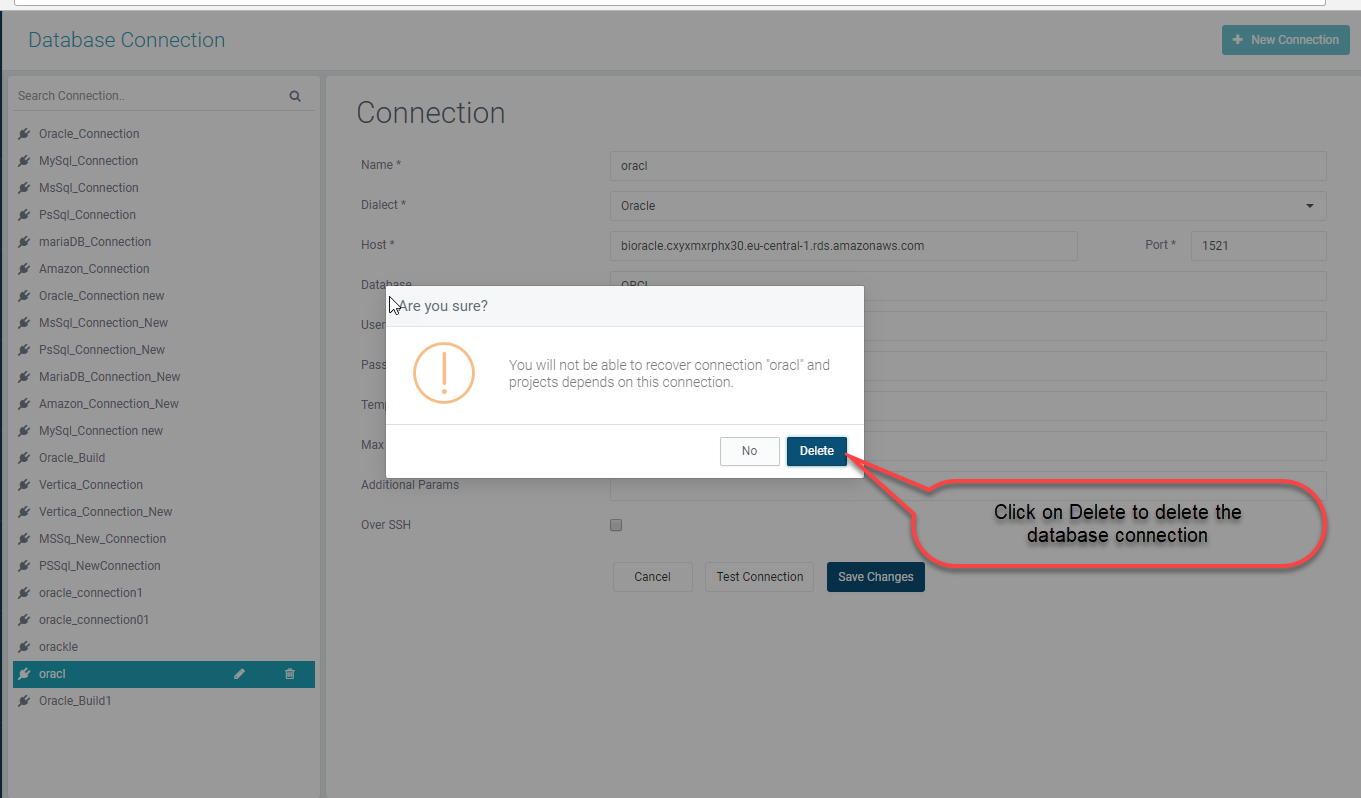 Database Connection
+ New Connection
Search Connection..
Oracle_Connection
MySql_Connection
MsSql_Connection
PsSql_Connection
mariaDB_Connection
Amazon_Connection
Oracle_Connection new
MsSql_Connection_New
PsSql_Connection_New
MariaDB_Connection_New
Amazon_Connection_New
MySql_Connection new
Oracle_Build
Vertica_Connection
Vertica_Connection_New
MSSq_New_Connection
PSSql_NewConnection
oracle_connection1
oracle_connection01
orackle
oracl
Oracle_Build1
Connection
Name * oracl
Dialect * Oracle
Host * bioracle.cxyxmxrphx30.eu-central-1.rds.amazonaws.com Port * 1521
Database
User
Pass
Temp
Max
Additional Params
Over SSH
Cancel Test Connection Save Changes
Are you sure?
You will not be able to recover connection "oracl" and
projects depends on this connection.
No Delete
Click on Delete to delete the
database connection